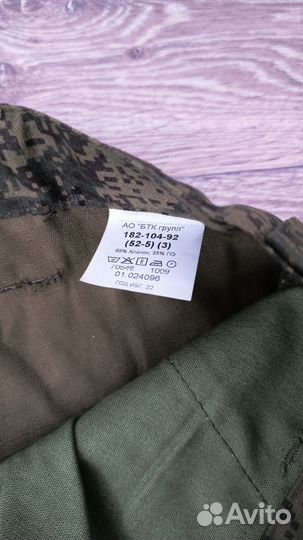 АО "БТК групп"
182-104-92
(52-5) (3)
65% Хлопок, 35% ПЭ
70546 1009
01.024096
ГОД ИЗГ. 22
Avito